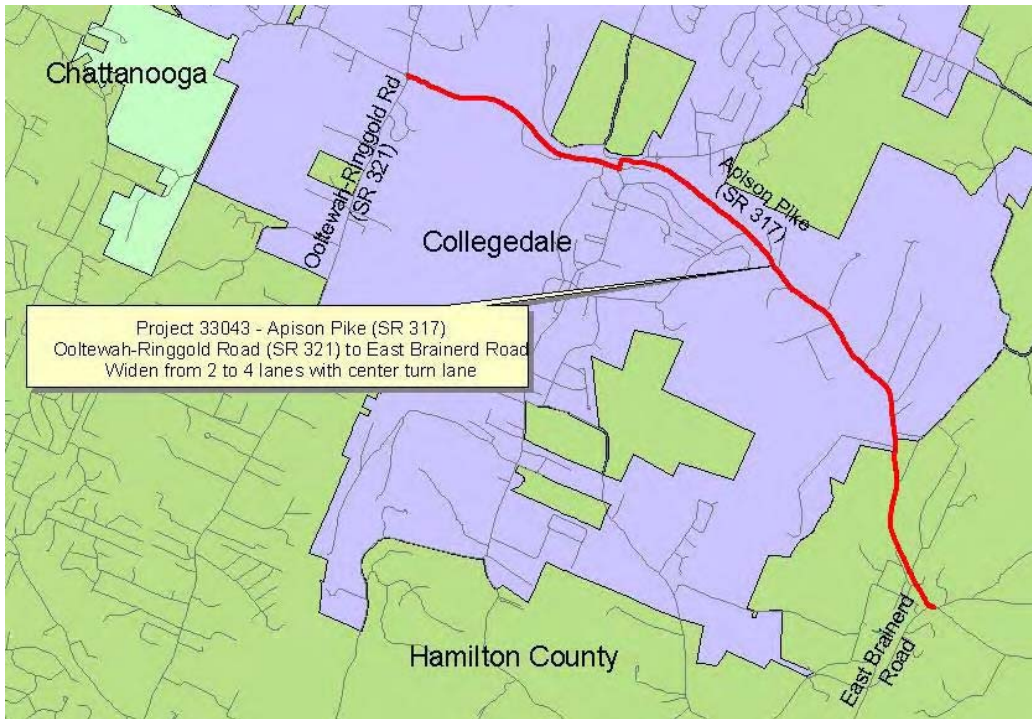 Chattanooga
Ooltewah-Ringgold Rd
(SR 321)
Apison Pike
(SR 317)
Collegedale
Project 33043 - Apison Pike (SR 317)
Ooltewah-Ringgold Road (SR 321) to East Brainerd Road
Widen from 2 to 4 lanes with center turn lane
Hamilton County
East Brainerd
Road